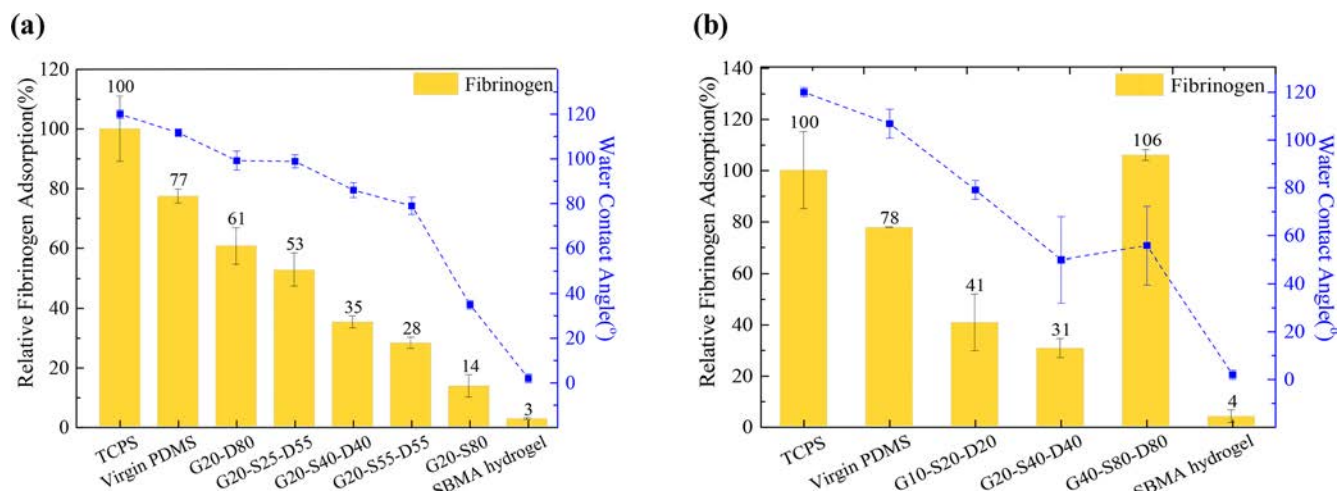 (a)
Relative Fibrinogen Adsorption(%)
120
100
80
60
40
20
0
Fibrinogen
100
77
61
53
35
28
14
3
TCPS
Virgin PDMS
G20-D80
G20-S25-D55
G20-S40-D40
G20-S55-D55
G20-S80
SBMA hydrogel
120
100
80
60
40
20
0
Water Contact Angle(°)
(b)
Relative Fibrinogen Adsorption(%)
140
120
100
80
60
40
20
0
Fibrinogen
100
78
41
31
106
4
TCPS
Virgin PDMS
G10-S20-D20
G20-S40-D40
G40-S80-D80
SBMA hydrogel
120
100
80
60
40
20
0
Water Contact Angle(°)